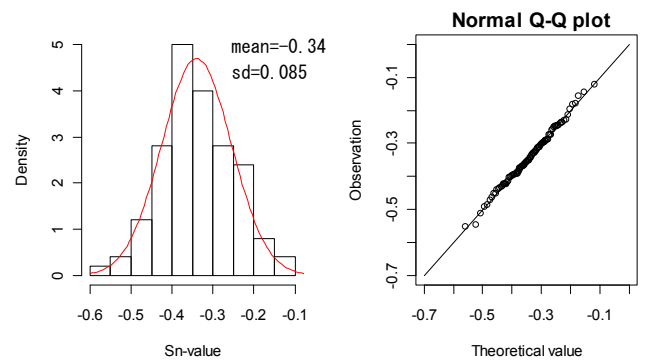 mean=-0.34
sd=0.085
Density
0
1
2
3
4
5
-0.6
-0.5
-0.4
-0.3
-0.2
-0.1
Sn-value
Normal Q-Q plot
Observation
-0.7
-0.5
-0.3
-0.1
-0.7
-0.5
-0.3
-0.1
Theoretical value